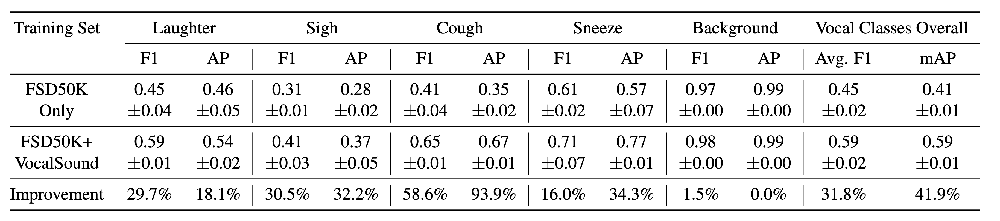 Training Set Laughter Sigh Cough Sneeze Background Vocal Classes Overall
F1 AP F1 AP F1 AP F1 AP F1 AP Avg. F1 mAP
FSD50K 0.45 0.46 0.31 0.28 0.41 0.35 0.61 0.57 0.97 0.99 0.45 0.41
Only ±0.04 ±0.05 ±0.01 ±0.02 ±0.04 ±0.02 ±0.02 ±0.07 ±0.00 ±0.00 ±0.02 ±0.01
FSD50K+ 0.59 0.54 0.41 0.37 0.65 0.67 0.71 0.77 0.98 0.99 0.59 0.59
VocalSound ±0.01 ±0.02 ±0.03 ±0.05 ±0.01 ±0.01 ±0.07 ±0.01 ±0.00 ±0.00 ±0.02 ±0.01
Improvement 29.7% 18.1% 30.5% 32.2% 58.6% 93.9% 16.0% 34.3% 1.5% 0.0% 31.8% 41.9%